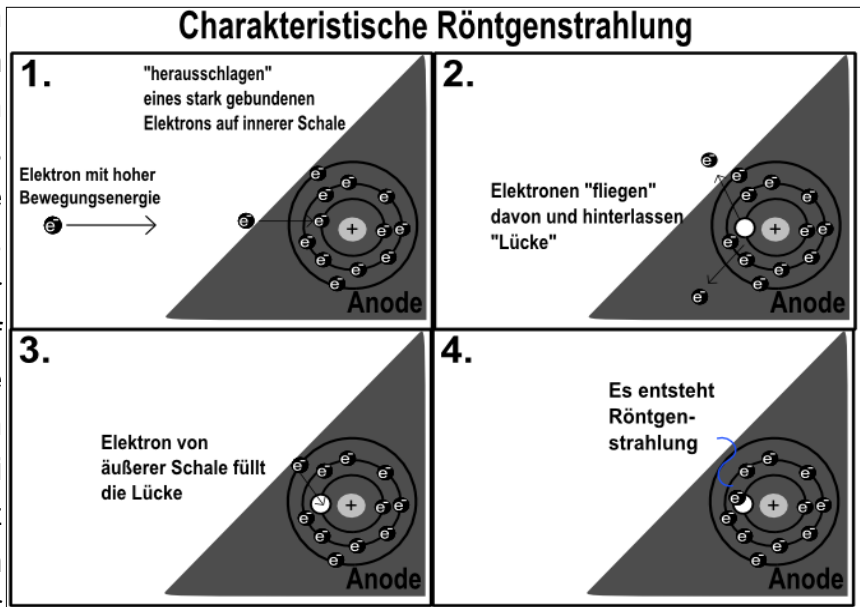 Charakteristische Röntgenstrahlung
1.
"herausschlagen"
eines stark gebundenen
Elektrons auf innerer Schale
Elektron mit hoher
Bewegungsenergie
e⁻
e⁻
e⁻
e⁻
e⁻
e⁻
e⁻
e⁻
e⁻
e⁻
e⁻
e⁻
e⁻
e⁻
+
Anode
2.
Elektronen "fliegen"
davon und hinterlassen
"Lücke"
e⁻
e⁻
e⁻
e⁻
e⁻
e⁻
e⁻
e⁻
e⁻
e⁻
e⁻
e⁻
e⁻
+
Anode
3.
Elektron von
äußerer Schale füllt
die Lücke
e⁻
e⁻
e⁻
e⁻
e⁻
e⁻
e⁻
e⁻
e⁻
e⁻
e⁻
+
Anode
4.
Es entsteht
Röntgen-
strahlung
e⁻
e⁻
e⁻
e⁻
e⁻
e⁻
e⁻
e⁻
e⁻
e⁻
e⁻
+
Anode